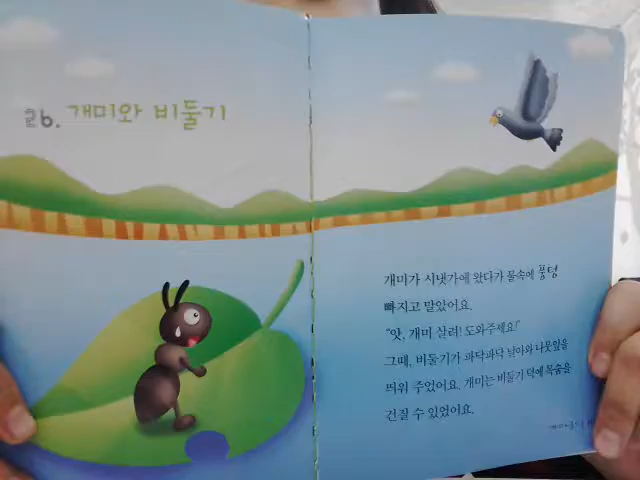 26. 개미와 비둘기
개미가 시냇가에 왔다가 물속에 풍덩
빠지고 말았어요.
"앗, 개미 살려! 도와주세요!"
그때, 비둘기가 파닥파닥 날아와 나뭇잎을
띄워 주었어요. 개미는 비둘기 덕에 목숨을
건질 수 있었어요.